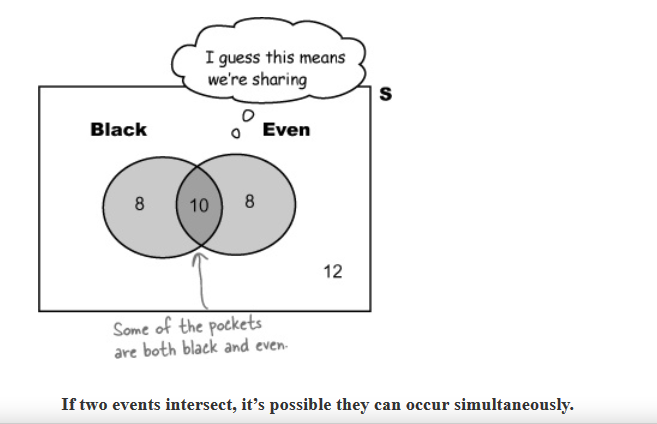 I guess this means
we're sharing
S
Black
Even
8
10
8
12
Some of the pockets
are both black and even.
If two events intersect, it’s possible they can occur simultaneously.